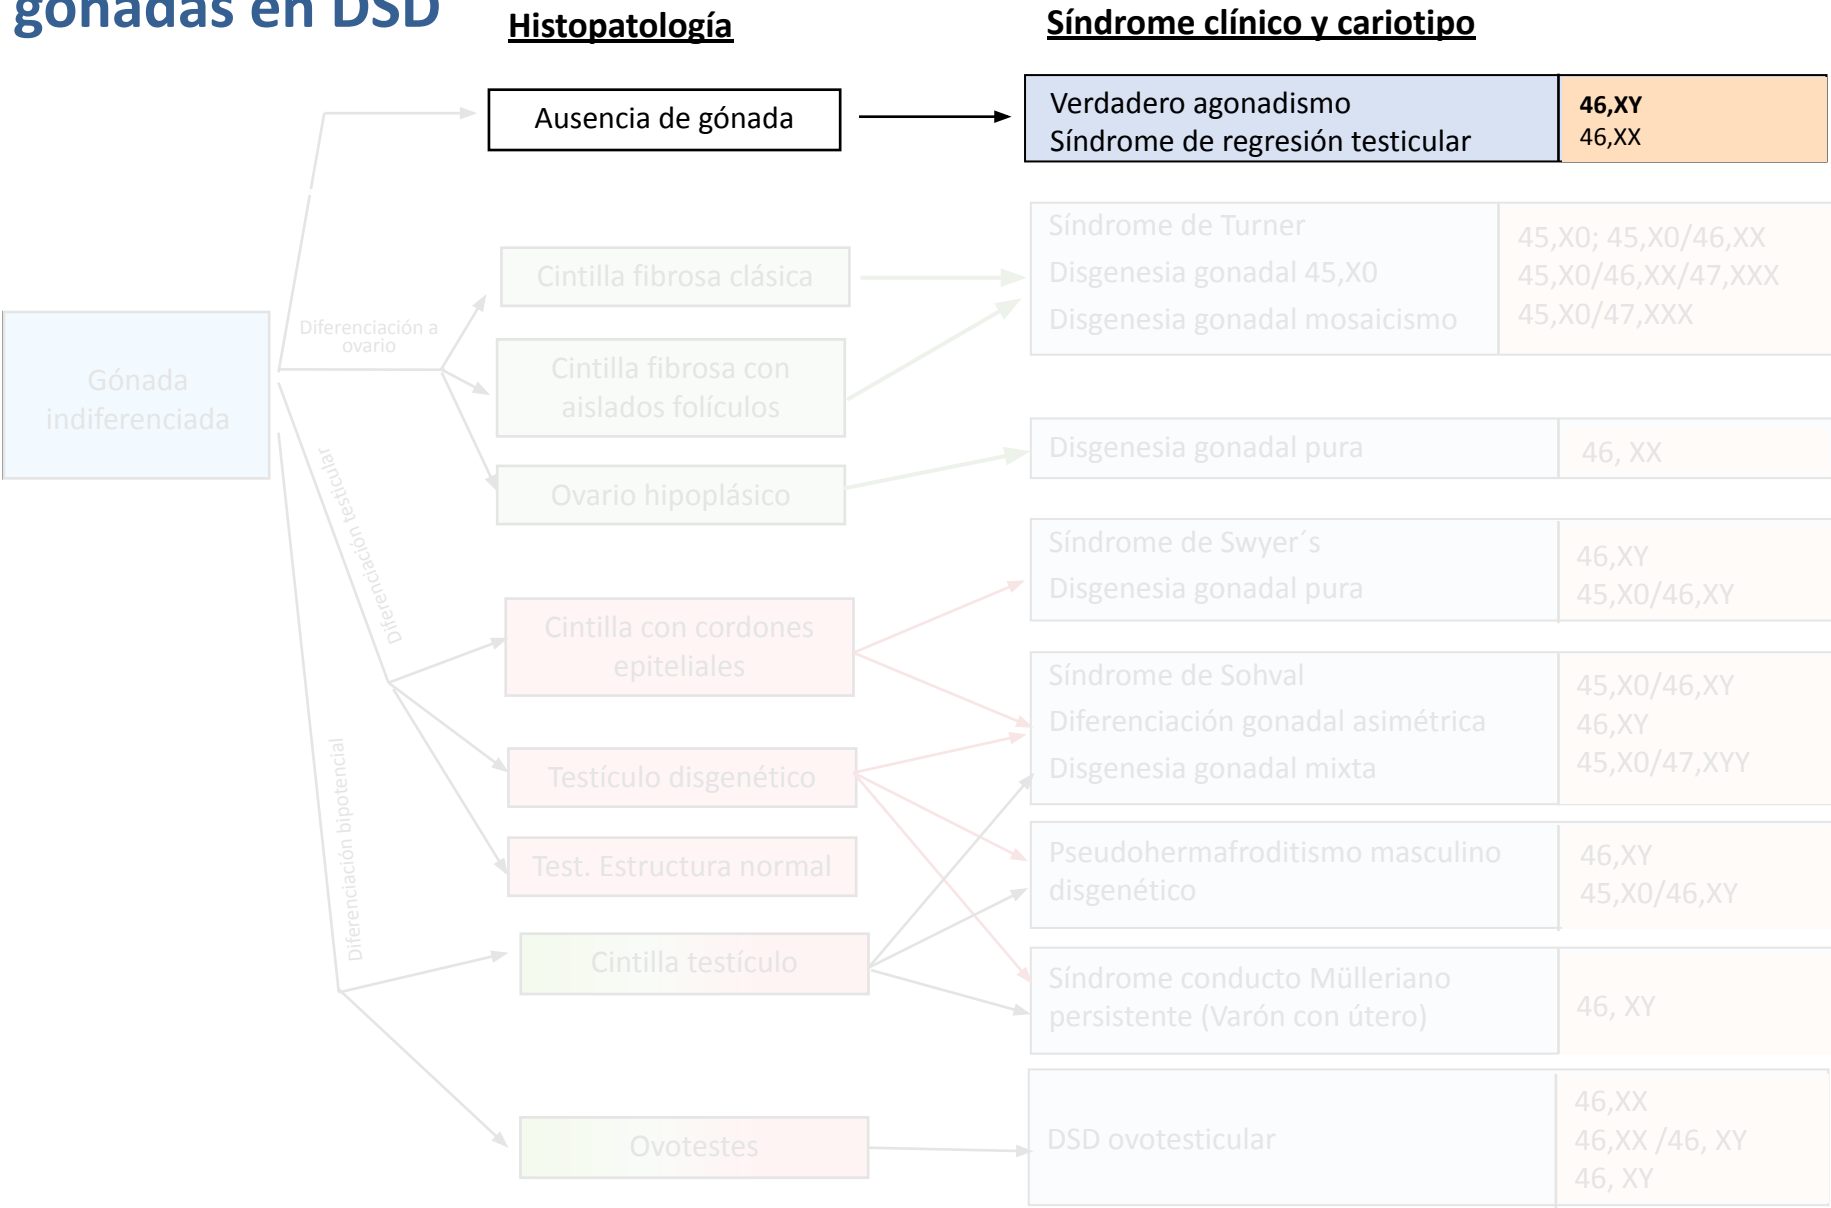 gónadas en DSD
Histopatología
Síndrome clínico y cariotipo
Ausencia de gónada
Verdadero agonadismo
Síndrome de regresión testicular
46,XY
46,XX
Gónada
indiferenciada
Diferenciación a
ovario
Diferenciación testicular
Diferenciación bipotencial
Cintilla fibrosa clásica
Cintilla fibrosa con
aislados folículos
Ovario hipoplásico
Síndrome de Turner
Disgenesia gonadal 45,X0
Disgenesia gonadal mosaicismo
45,X0; 45,X0/46,XX
45,X0/46,XX/47,XXX
45,X0/47,XXX
Disgenesia gonadal pura
46, XX
Cintilla con cordones
epiteliales
Testículo disgenético
Test. Estructura normal
Síndrome de Swyer´s
Disgenesia gonadal pura
46,XY
45,X0/46,XY
Síndrome de Sohval
Diferenciación gonadal asimétrica
Disgenesia gonadal mixta
45,X0/46,XY
46,XY
45,X0/47,XYY
Pseudohermafroditismo masculino
disgenético
46,XY
45,X0/46,XY
Cintilla testículo
Síndrome conducto Mülleriano
persistente (Varón con útero)
46, XY
Ovotestes
DSD ovotesticular
46,XX
46,XX /46, XY
46, XY